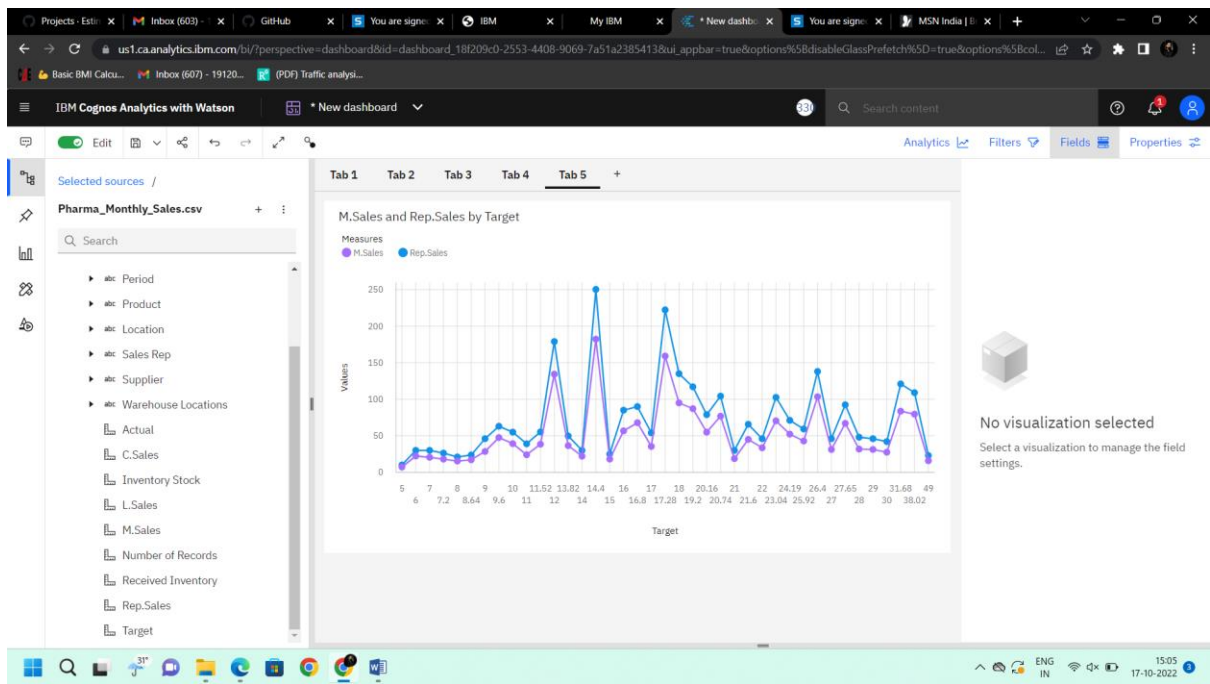 Projects - Estim
Inbox (603) - 1
GitHub
You are signe
IBM
My IBM
* New dashbo
You are signe
MSN India | B
us1.ca.analytics.ibm.com/bi/?perspective=dashboard&id=dashboard_18f209c0-2553-4408-9069-7a51a2385413&ui_appbar=true&options%5BdisableGlassPrefetch%5D=true&options%5Bcol...
Basic BMI Calcu...
Inbox (607) - 19120...
(PDF) Traffic analysi...
IBM Cognos Analytics with Watson
* New dashboard
Search content
Edit
Analytics
Filters
Fields
Properties
Selected sources /
Pharma_Monthly_Sales.csv
Search
abc Period
abc Product
abc Location
abc Sales Rep
abc Supplier
abc Warehouse Locations
Actual
C.Sales
Inventory Stock
L.Sales
M.Sales
Number of Records
Received Inventory
Rep.Sales
Target
Tab 1 Tab 2 Tab 3 Tab 4 Tab 5 +
M.Sales and Rep.Sales by Target
Measures
M.Sales Rep.Sales
Values
250
200
150
100
50
0
5 7 8 9 10 11.52 13.82 14.4 16 17 18 20.16 21 22 24.19 26.4 27.65 29 31.68 49
6 7.2 8.64 9.6 11 12 14 15 16.8 17.28 19.2 20.74 21.6 23.04 25.92 27 28 30 38.02
Target
No visualization selected
Select a visualization to manage the field
settings.
31°
ENG
IN
15:05
17-10-2022
3